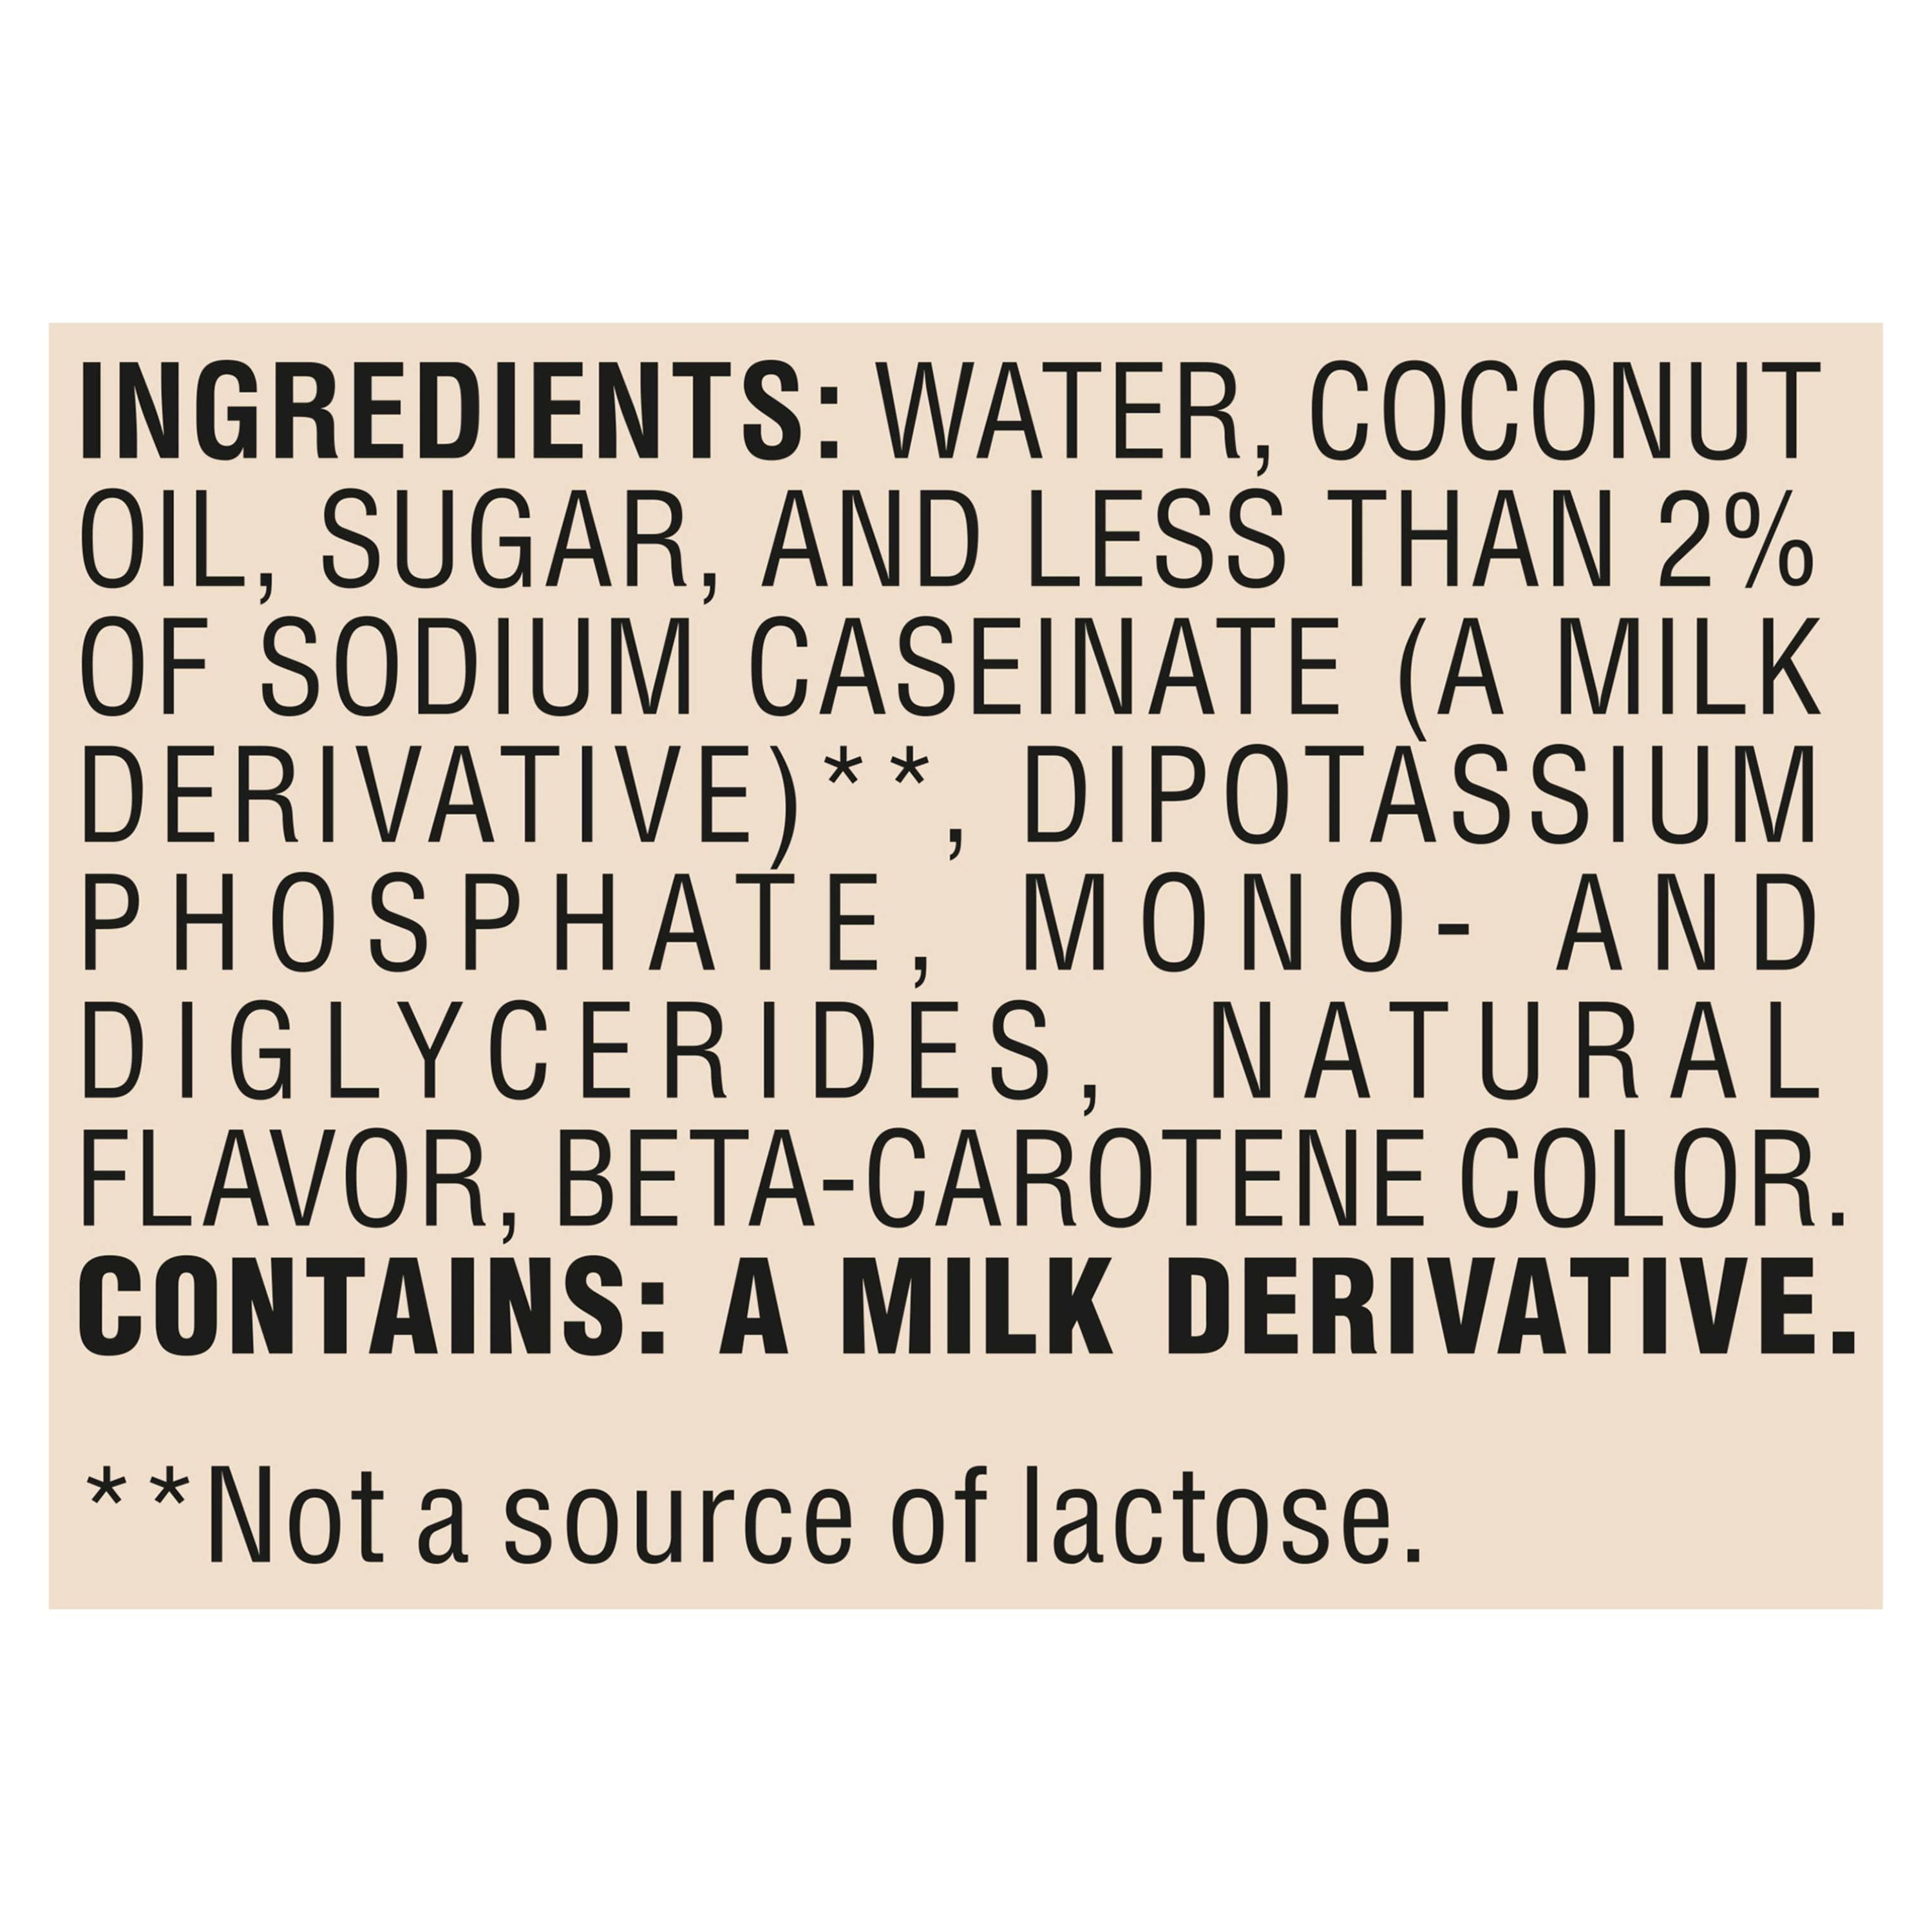 INGREDIENTS: WATER, COCONUT
OIL, SUGAR, AND LESS THAN 2%
OF SODIUM CASEINATE (A MILK
DERIVATIVE)**, DIPOTASSIUM
PHOSPHATE, MONO- AND
DIGLYCERIDES, NATURAL
FLAVOR, BETA-CAROTENE COLOR.
CONTAINS: A MILK DERIVATIVE.
**Not a source of lactose.